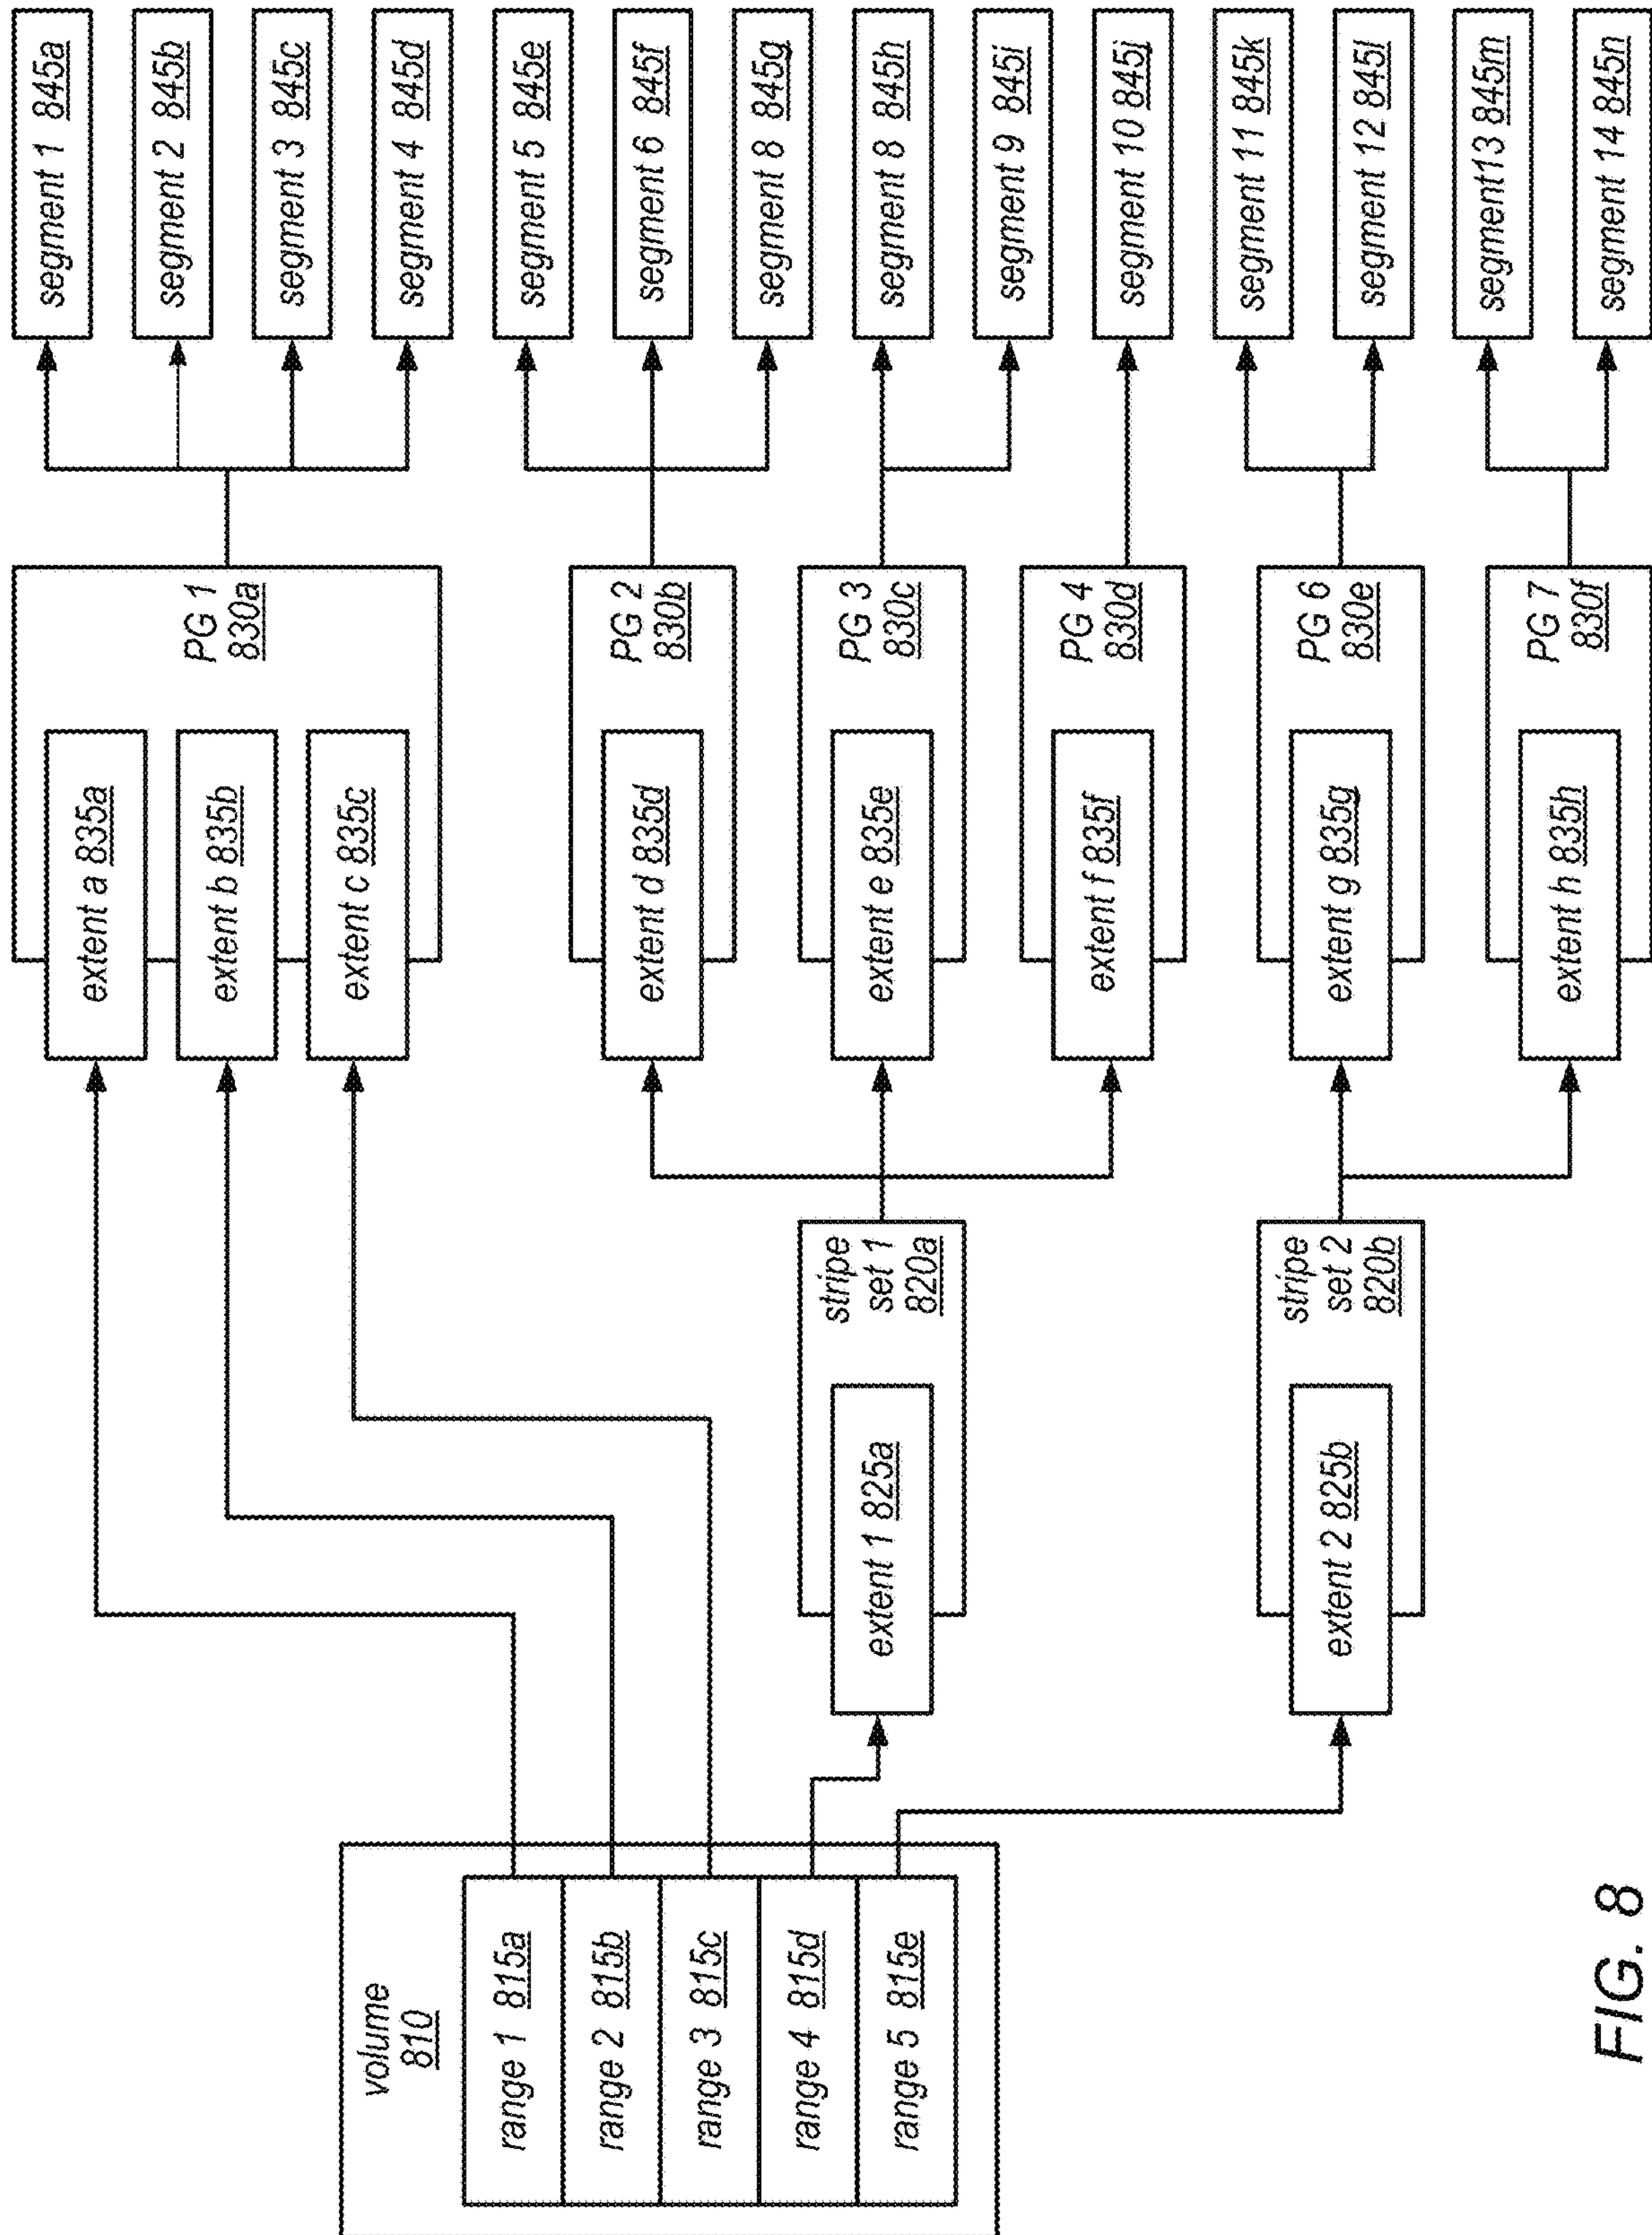 volume
810
range 1 815a
range 2 815b
range 3 815c
range 4 815d
range 5 815e
extent 1 825a
stripe
set 1
820a
extent 2 825b
stripe
set 2
820b
extent a 835a
extent b 835b
extent c 835c
PG 1
830a
extent d 835d
PG 2
830b
extent e 835e
PG 3
830c
extent f 835f
PG 4
830d
extent g 835g
PG 6
830e
extent h 835h
PG 7
830f
segment 1 845a
segment 2 845b
segment 3 845c
segment 4 845d
segment 5 845e
segment 6 845f
segment 8 845g
segment 8 845h
segment 9 845i
segment 10 845j
segment 11 845k
segment 12 845l
segment13 845m
segment 14 845n
FIG. 8